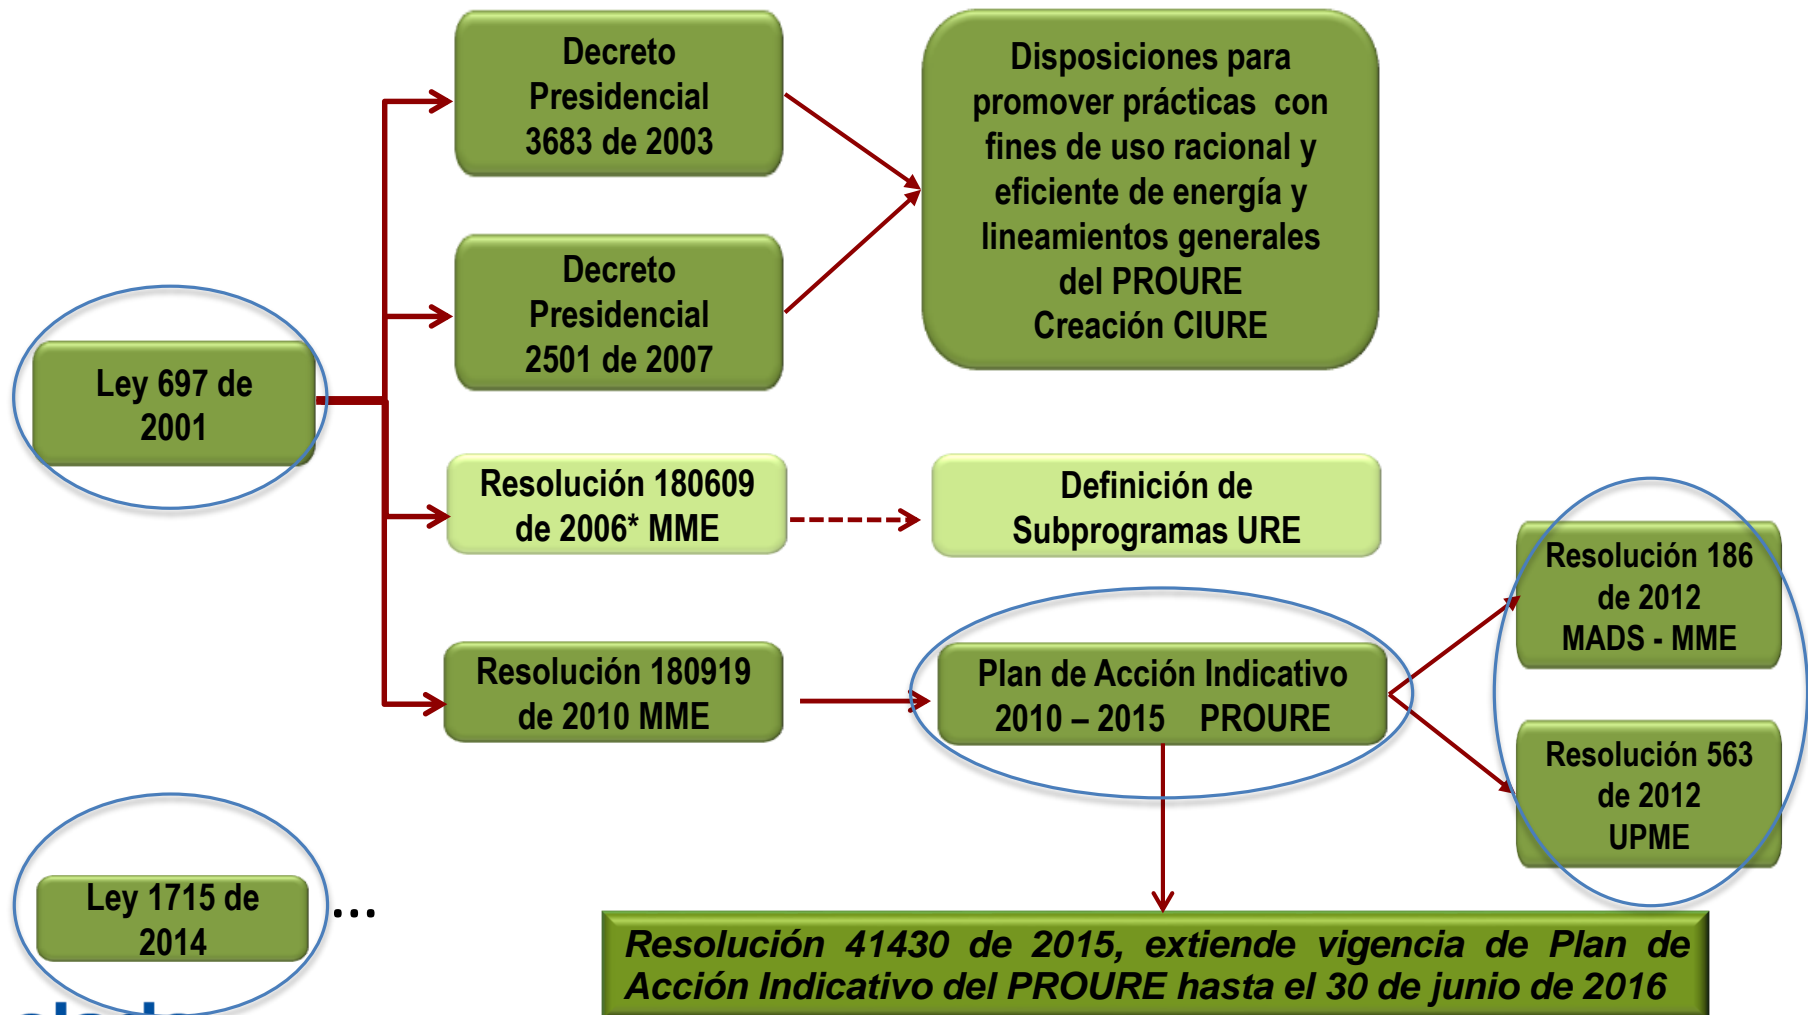 Decreto
Presidencial
3683 de 2003
Disposiciones para
promover prácticas con
fines de uso racional y
eficiente de energía y
lineamientos generales
del PROURE
Creación CIURE
Decreto
Presidencial
2501 de 2007
Ley 697 de
2001
Resolución 180609
de 2006* MME
Definición de
Subprogramas URE
Resolución 186
de 2012
MADS - MME
Resolución 180919
de 2010 MME
Plan de Acción Indicativo
2010 – 2015 PROURE
Resolución 563
de 2012
UPME
Ley 1715 de
2014
...
Resolución 41430 de 2015, extiende vigencia de Plan de
Acción Indicativo del PROURE hasta el 30 de junio de 2016